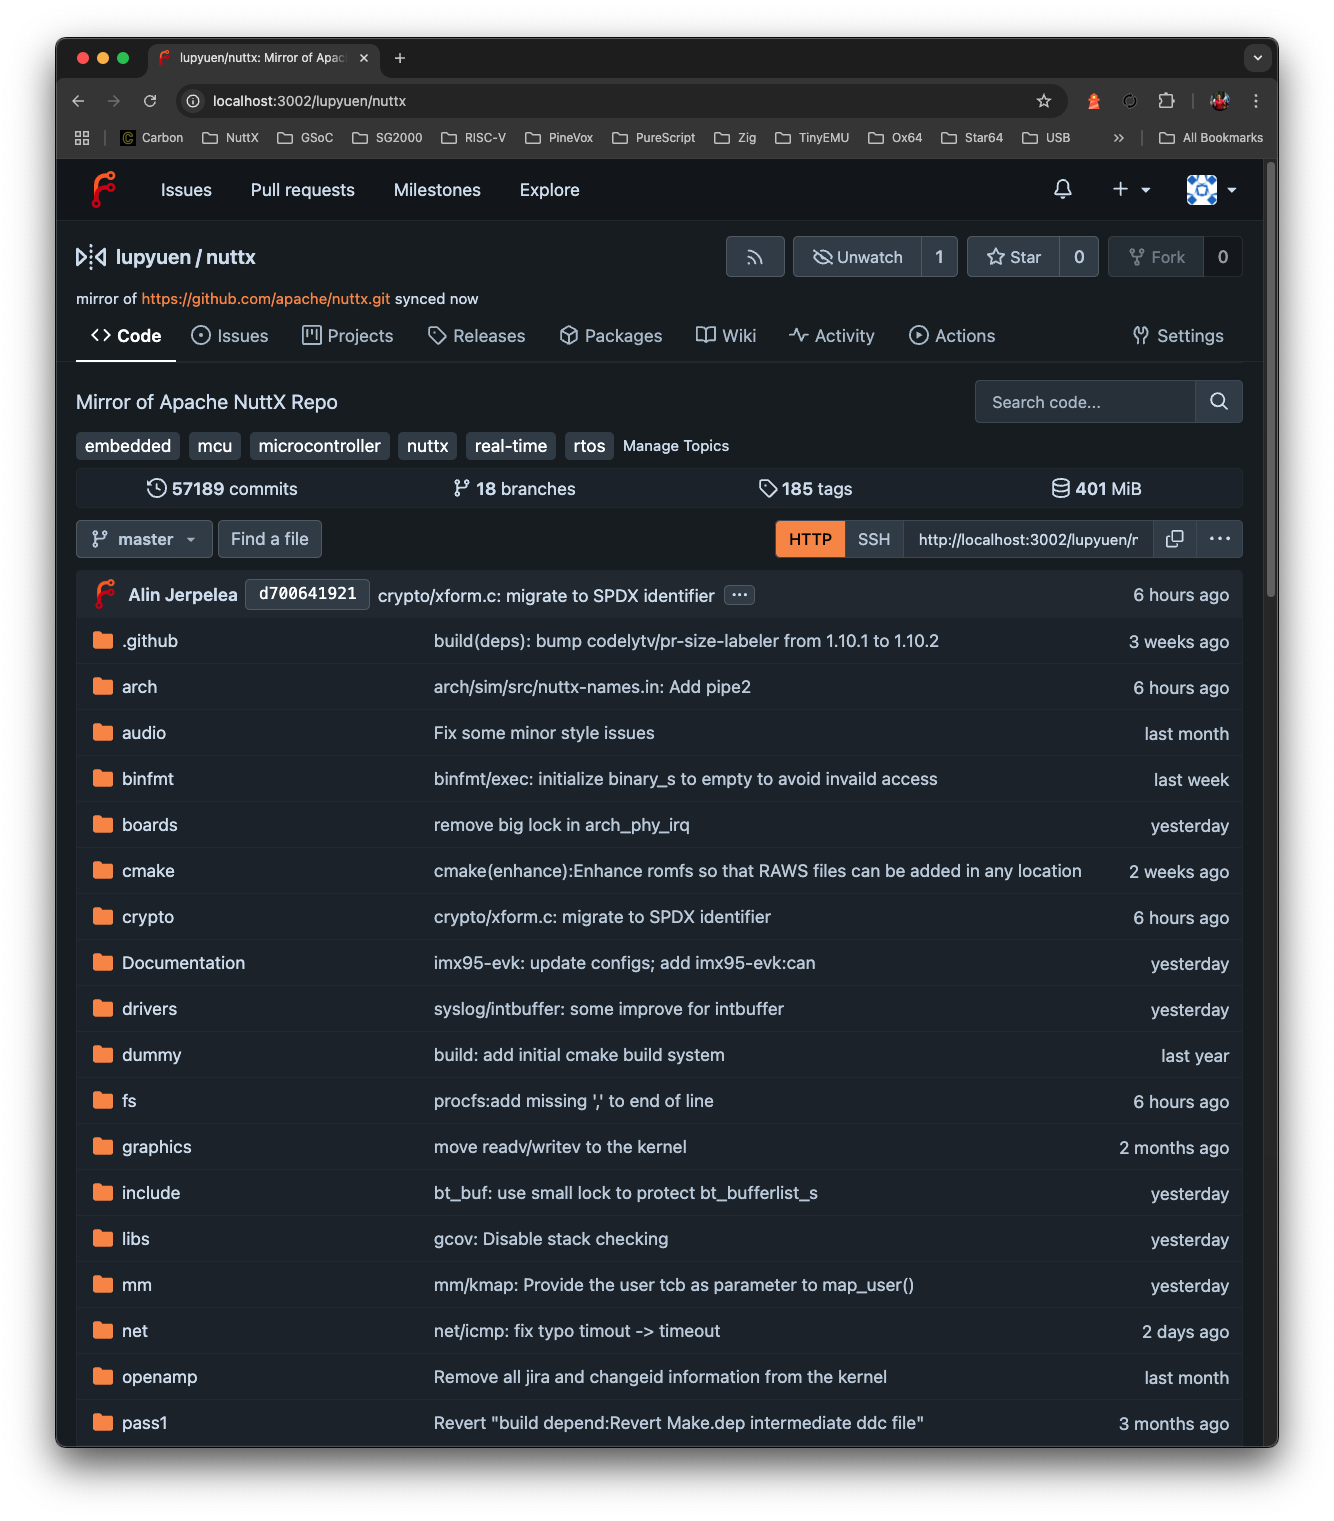 lupyuen/nuttx: Mirror of Apac
localhost:3002/lupyuen/nuttx
Carbon NuttX GSoC SG2000 RISC-V PineVox PureScript Zig TinyEMU Ox64 Star64 USB » All Bookmarks
Issues Pull requests Milestones Explore
lupyuen / nuttx Unwatch 1 Star 0 Fork 0
mirror of https://github.com/apache/nuttx.git synced now
Code Issues Projects Releases Packages Wiki Activity Actions Settings
Mirror of Apache NuttX Repo Search code...
embedded mcu microcontroller nuttx real-time rtos Manage Topics
57189 commits 18 branches 185 tags 401 MiB
master Find a file HTTP SSH http://localhost:3002/lupyuen/r
Alin Jerpelea d700641921 crypto/xform.c: migrate to SPDX identifier ... 6 hours ago
.github build(deps): bump codelytv/pr-size-labeler from 1.10.1 to 1.10.2 3 weeks ago
arch arch/sim/src/nuttx-names.in: Add pipe2 6 hours ago
audio Fix some minor style issues last month
binfmt binfmt/exec: initialize binary_s to empty to avoid invaild access last week
boards remove big lock in arch_phy_irq yesterday
cmake cmake(enhance):Enhance romfs so that RAWS files can be added in any location 2 weeks ago
crypto crypto/xform.c: migrate to SPDX identifier 6 hours ago
Documentation imx95-evk: update configs; add imx95-evk:can yesterday
drivers syslog/intbuffer: some improve for intbuffer yesterday
dummy build: add initial cmake build system last year
fs procfs:add missing ',' to end of line 6 hours ago
graphics move readv/writev to the kernel 2 months ago
include bt_buf: use small lock to protect bt_bufferlist_s yesterday
libs gcov: Disable stack checking yesterday
mm mm/kmap: Provide the user tcb as parameter to map_user() yesterday
net net/icmp: fix typo timout -> timeout 2 days ago
openamp Remove all jira and changeid information from the kernel last month
pass1 Revert "build depend:Revert Make.dep intermediate ddc file" 3 months ago